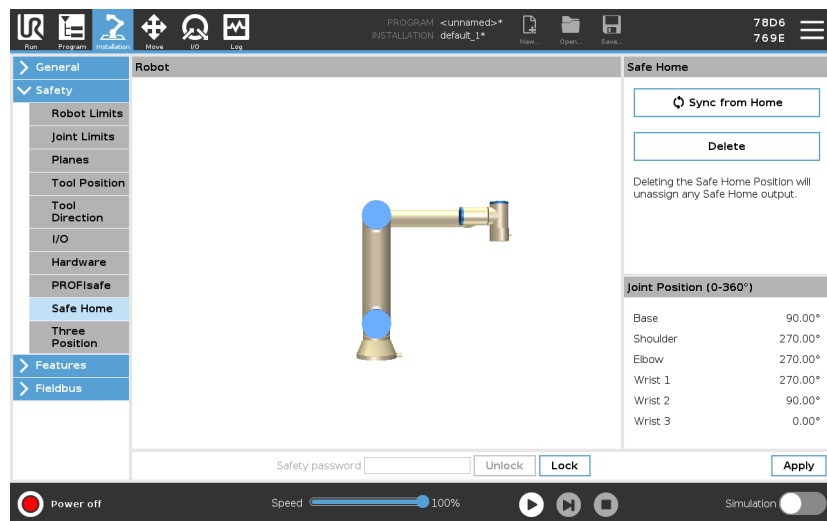 Run
Program
Installation
Move
I/O
Log
PROGRAM <unnamed>*
INSTALLATION default_1*
New...
Open...
Save...
78D6
769E
General
Safety
Robot Limits
Joint Limits
Planes
Tool Position
Tool
Direction
I/O
Hardware
PROFIsafe
Safe Home
Three
Position
Features
Fieldbus
Robot
Safe Home
Sync from Home
Delete
Deleting the Safe Home Position will
unassign any Safe Home output.
Joint Position (0-360°)
Base 90.00°
Shoulder 270.00°
Elbow 270.00°
Wrist 1 270.00°
Wrist 2 90.00°
Wrist 3 0.00°
Safety password
Unlock
Lock
Apply
Power off
Speed
100%
Simulation